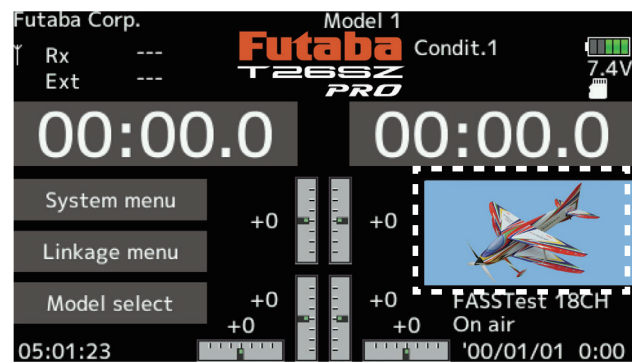 Futaba Corp.
Model 1
Rx ---
Ext ---
Futaba
T26SZ
PRO
Condit.1
7.4V
00:00.0
00:00.0
System menu
Linkage menu
Model select
+0
+0
+0
+0
+0
+0
FASSTest 18CH
On air
05:01:23
'00/01/01 0:00